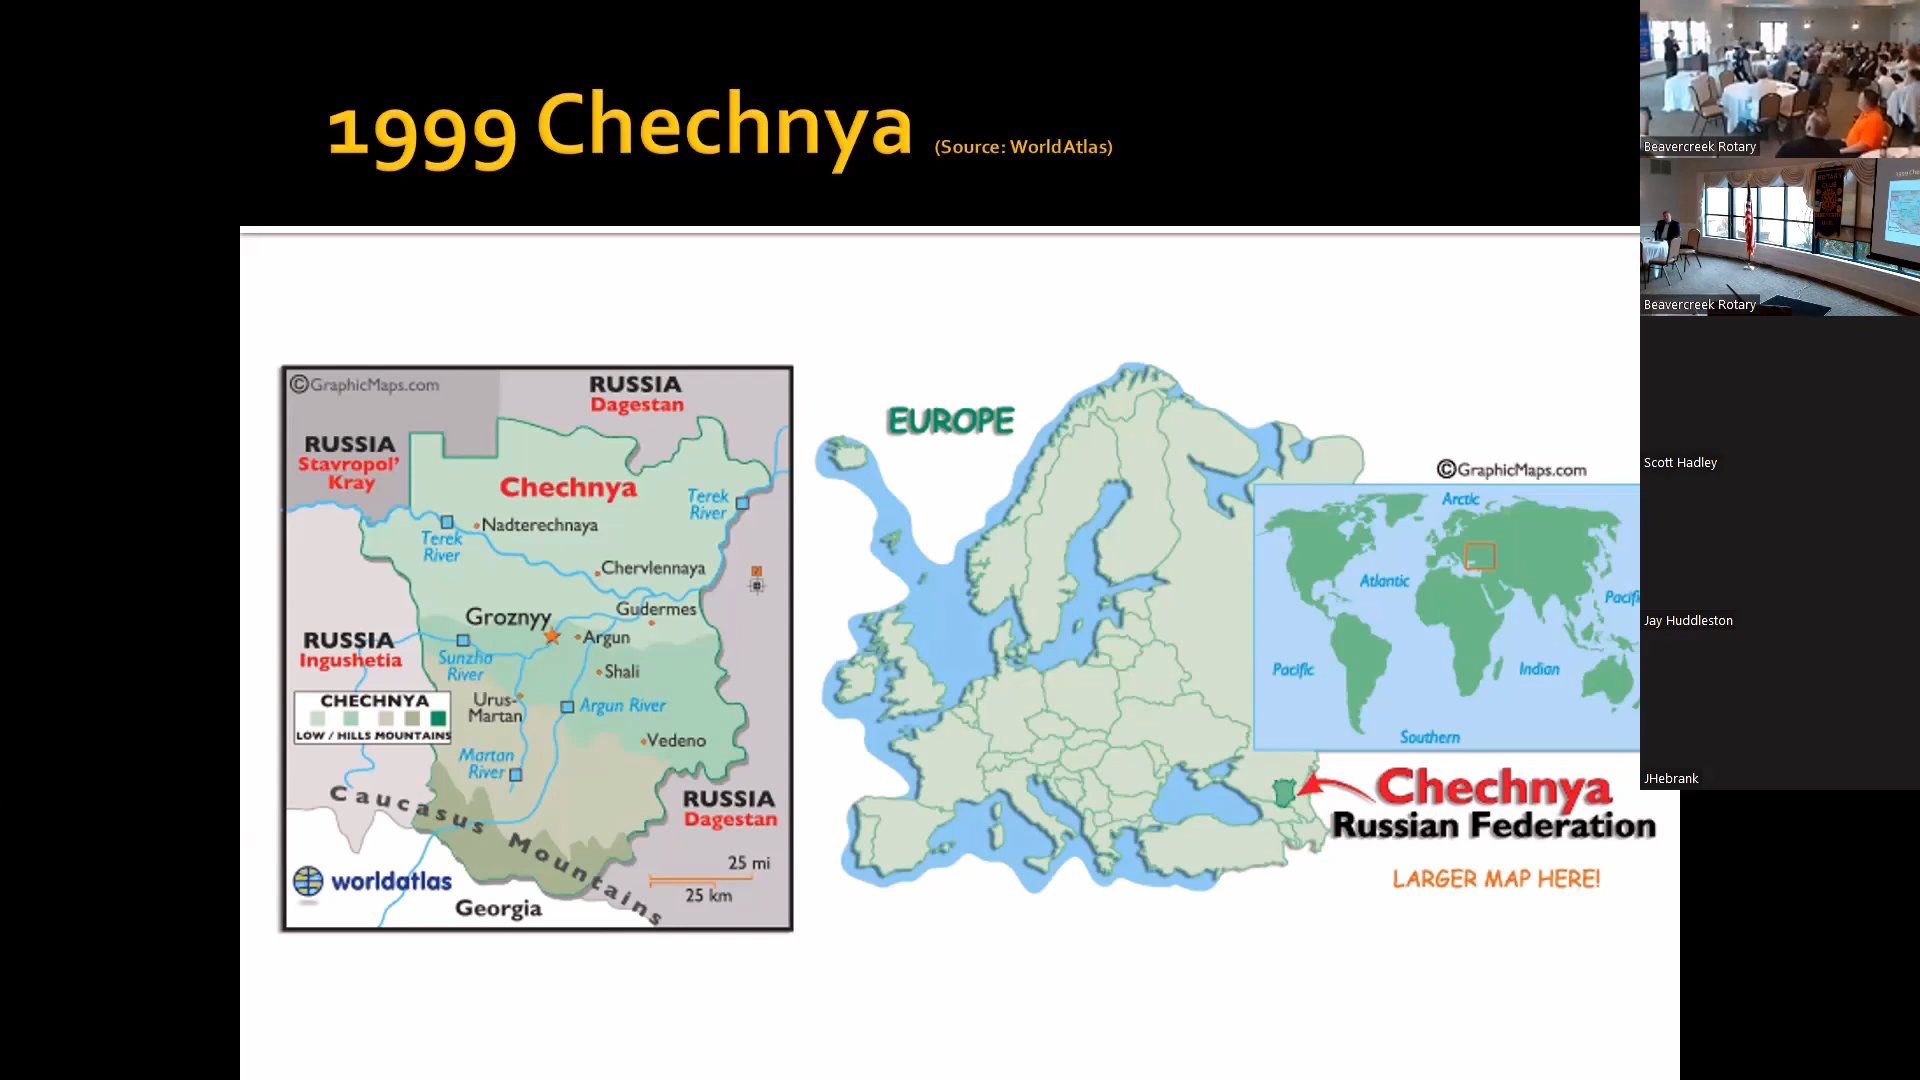 1999 Chechnya (Source: WorldAtlas)
©GraphicMaps.com
RUSSIA
Dagestan
RUSSIA
Stavropol'
Kray
Chechnya
Terek
River
Nadterechnaya
Terek
River
Chervlennaya
Groznyy
Gudermes
Argun
RUSSIA
Ingushetia
Sunzha
River
Shali
Urus-
Martan
Argun River
CHECHNYA
LOW / HILLS MOUNTAINS
Vedeno
Martan
River
Caucasus Mountains
RUSSIA
Dagestan
25 mi
25 km
worldatlas
Georgia
EUROPE
©GraphicMaps.com
Arctic
Atlantic
Pacific
Indian
Southern
Chechnya
Russian Federation
LARGER MAP HERE!
Beavercreek Rotary
Beavercreek Rotary
Scott Hadley
Jay Huddleston
JHebrank